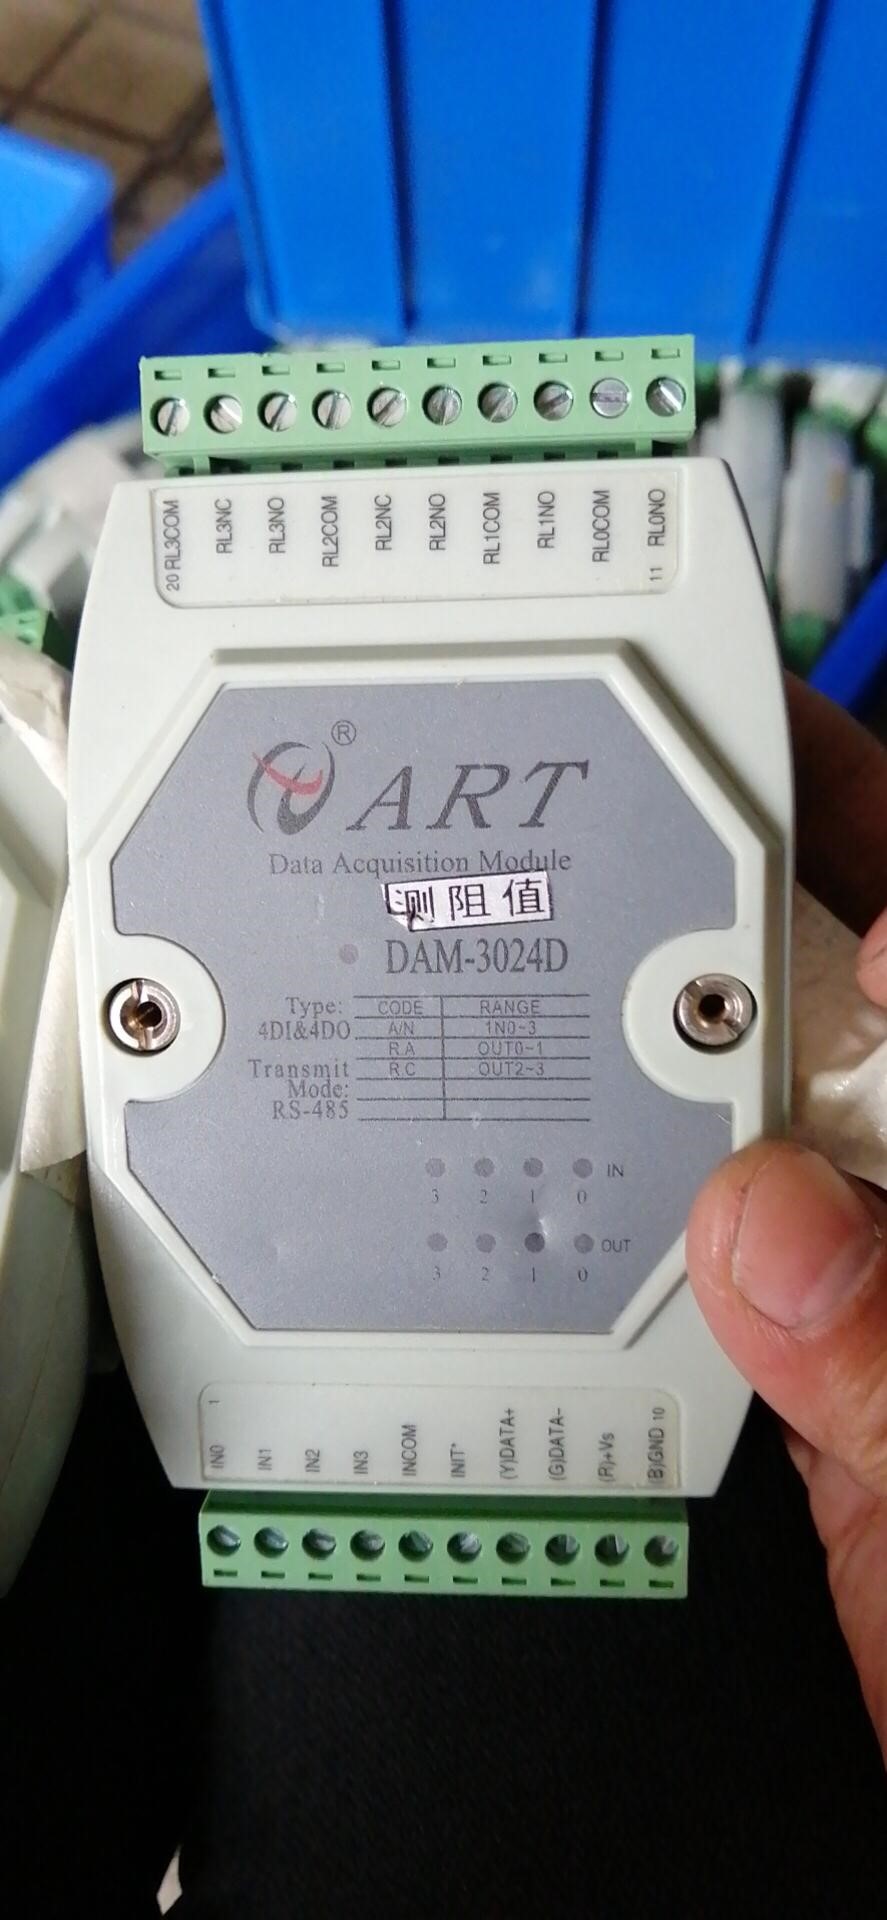 20 RL3COM RL3NC RL3NO RL2COM RL2NC RL2NO RL1COM RL1NO RL0COM 11 RL0NO
® ART
Data Acquisition Module
测阻值
DAM-3024D
Type: CODE RANGE
4DI&4DO A/N 1N0~3
R.A OUT0~1
Transmit R.C OUT2~3
Mode:
RS-485
IN
3 2 1 0
OUT
3 2 1 0
IN0 1 IN1 IN2 IN3 INCOM INIT* (Y)DATA+ (G)DATA- (R)+Vs (B)GND 10